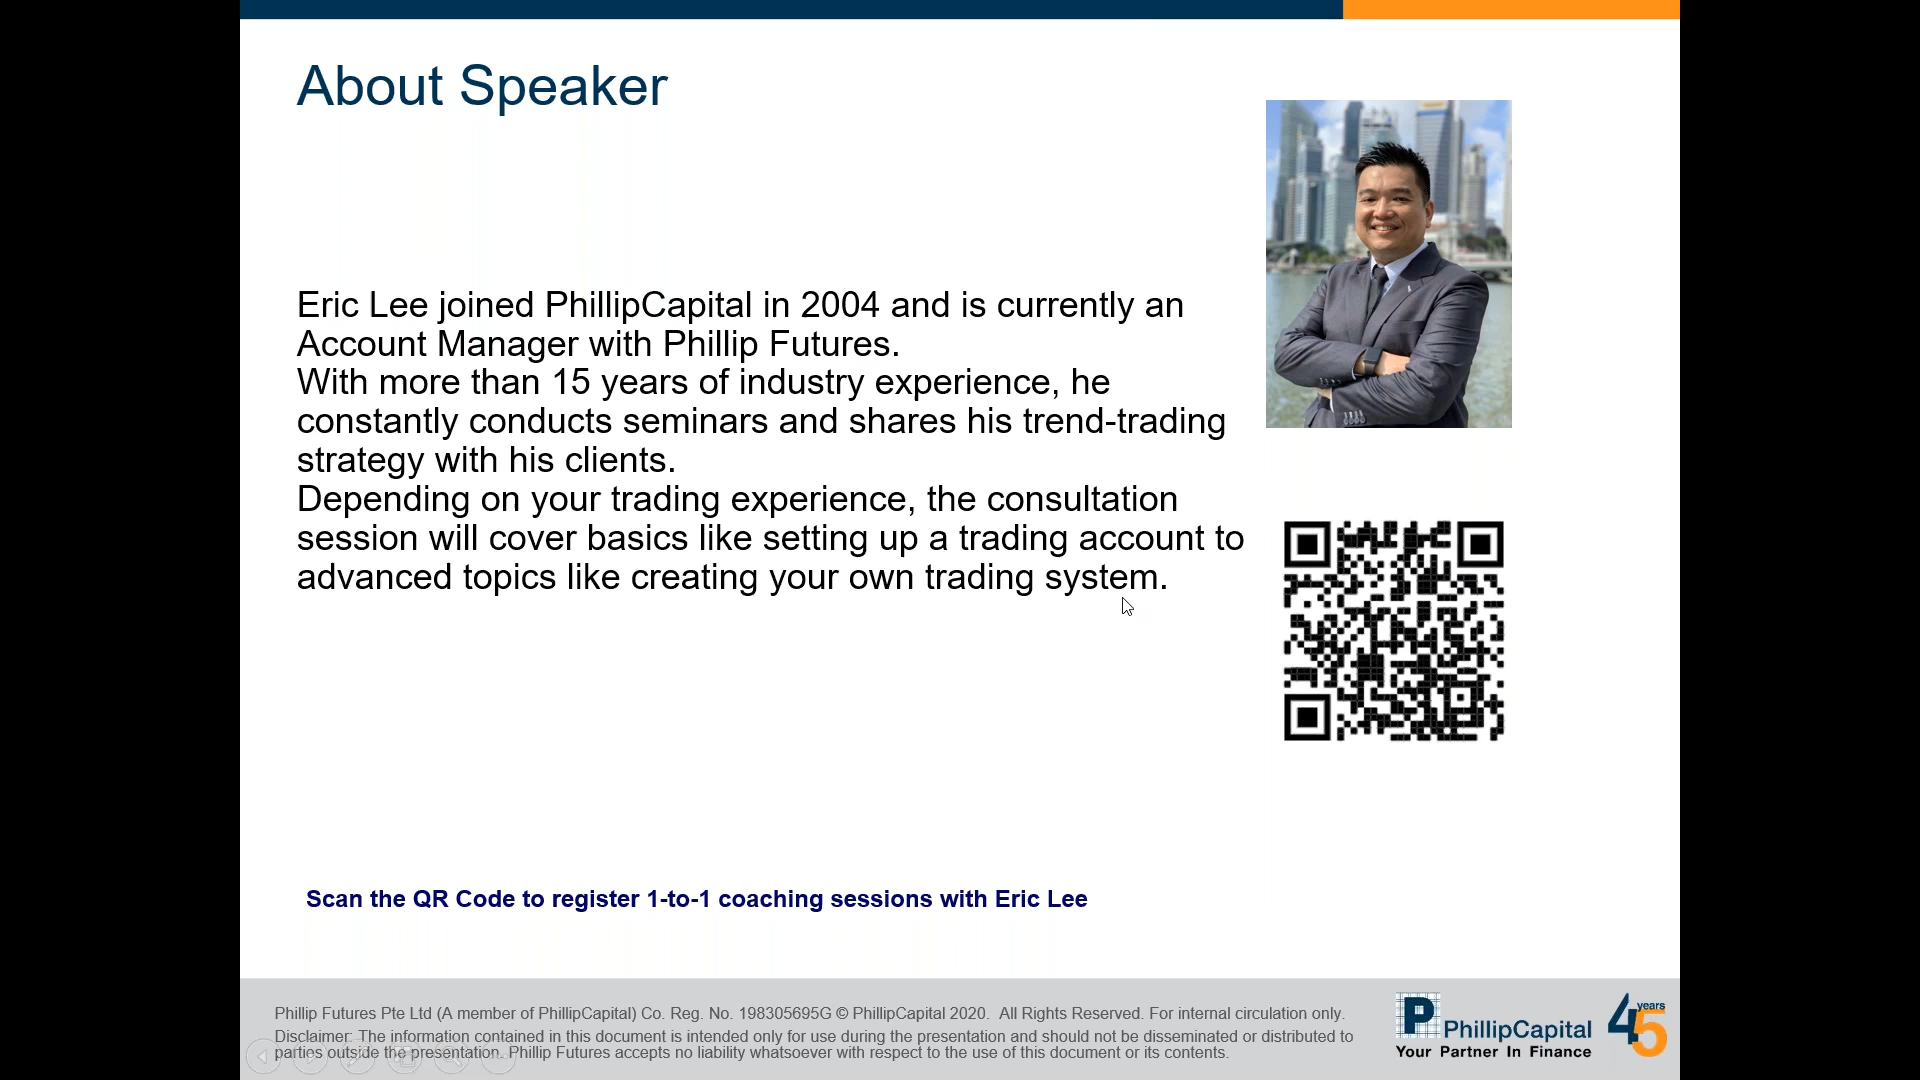 About Speaker
Eric Lee joined PhillipCapital in 2004 and is currently an
Account Manager with Phillip Futures.
With more than 15 years of industry experience, he
constantly conducts seminars and shares his trend-trading
strategy with his clients.
Depending on your trading experience, the consultation
session will cover basics like setting up a trading account to
advanced topics like creating your own trading system.
Scan the QR Code to register 1-to-1 coaching sessions with Eric Lee
Phillip Futures Pte Ltd (A member of PhillipCapital) Co. Reg. No. 198305695G © PhillipCapital 2020.  All Rights Reserved. For internal circulation only.
Disclaimer: The information contained in this document is intended only for use during the presentation and should not be disseminated or distributed to
parties outside the presentation. Phillip Futures accepts no liability whatsoever with respect to the use of this document or its contents.
P PhillipCapital
Your Partner In Finance
45 years